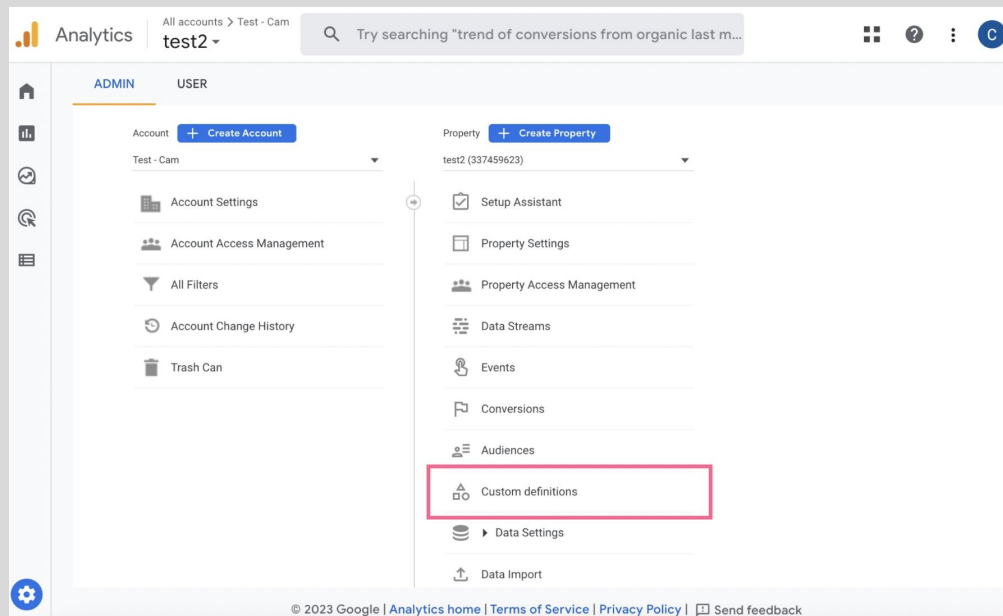 Analytics
All accounts > Test - Cam
test2
Try searching "trend of conversions from organic last m...
C
ADMIN
USER
Account
+ Create Account
Test - Cam
Account Settings
Account Access Management
All Filters
Account Change History
Trash Can
Property
+ Create Property
test2 (337459623)
Setup Assistant
Property Settings
Property Access Management
Data Streams
Events
Conversions
Audiences
Custom definitions
Data Settings
Data Import
© 2023 Google | Analytics home | Terms of Service | Privacy Policy | Send feedback